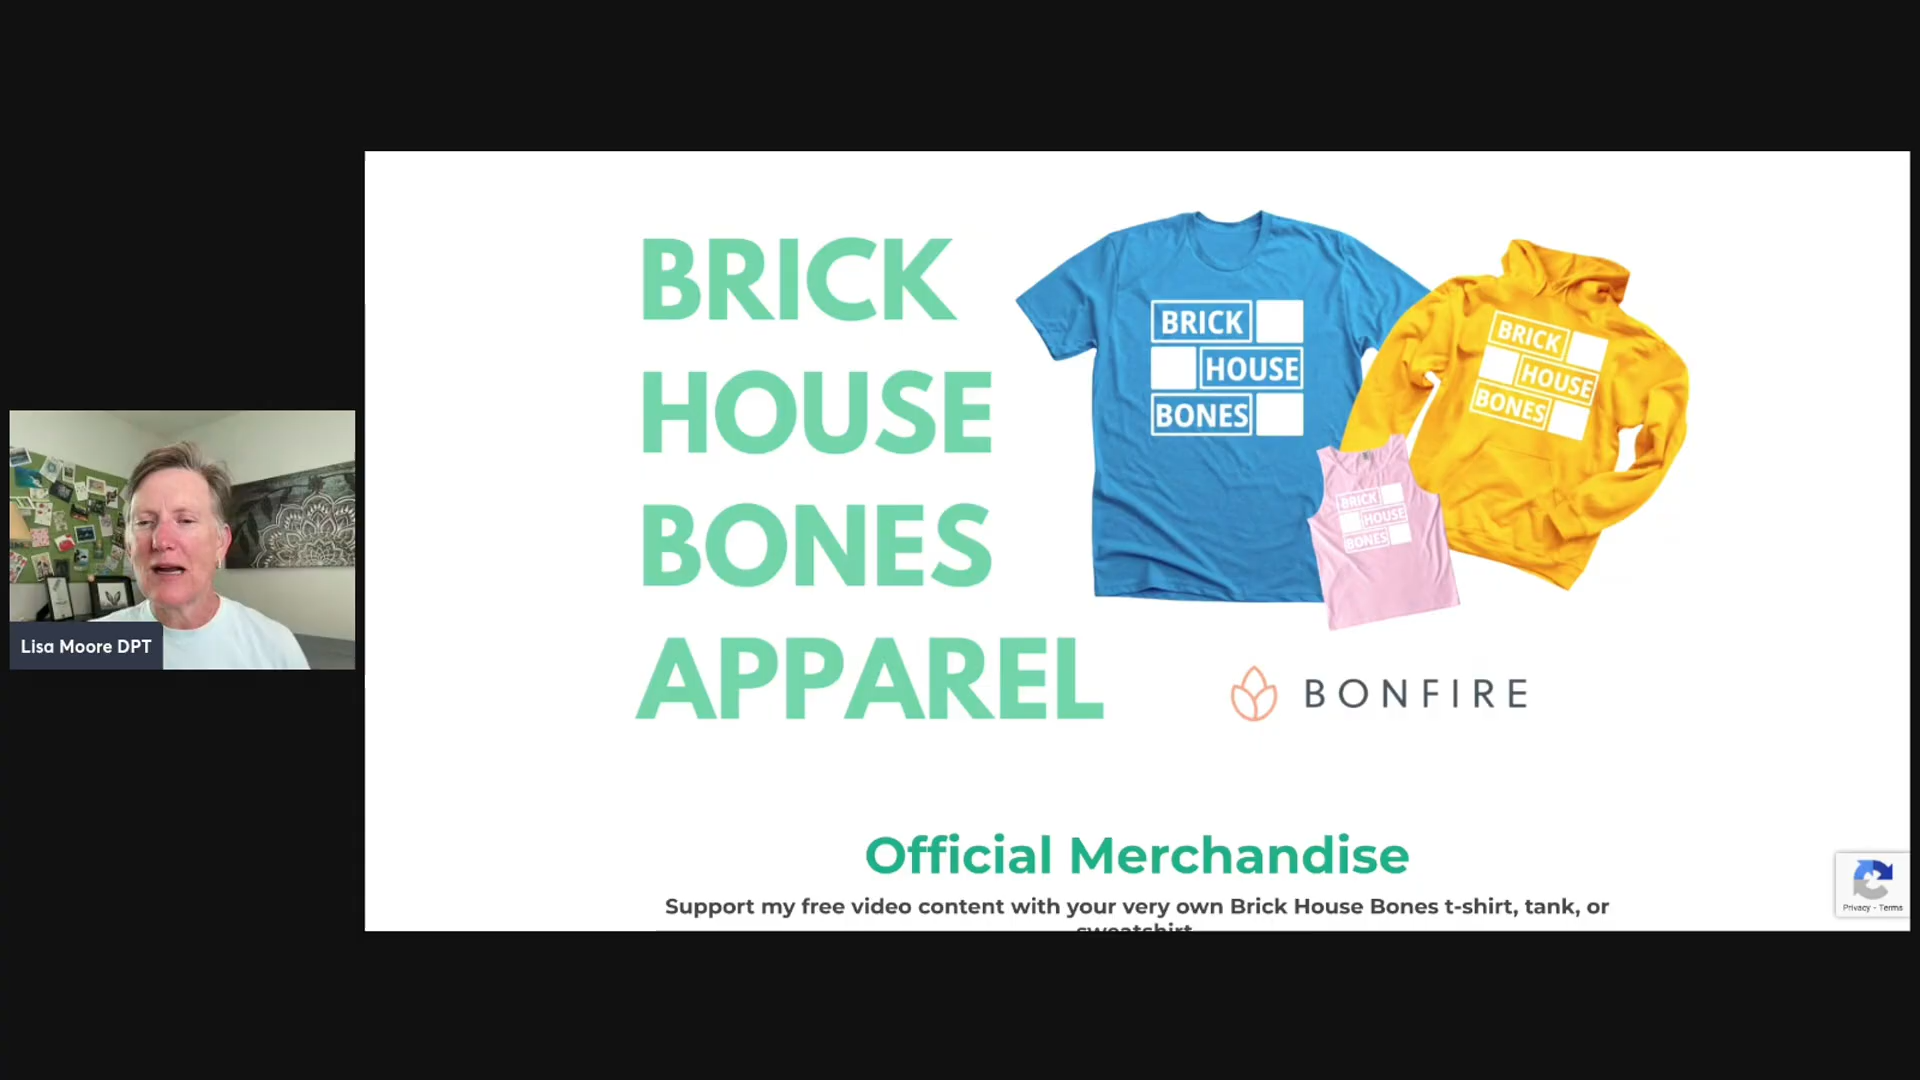 Lisa Moore DPT
BRICK
HOUSE
BONES
APPAREL
BRICK
HOUSE
BONES
BRICK
HOUSE
BONES
BRICK
HOUSE
BONES
BONFIRE
Official Merchandise
Support my free video content with your very own Brick House Bones t-shirt, tank, or
sweatshirt
Privacy - Terms